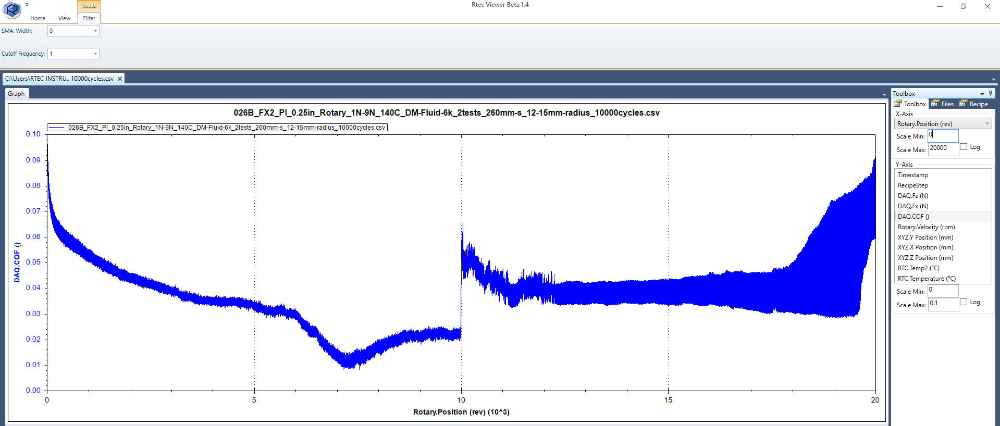 Rtec Viewer Beta 1.4
Tools
Home View Filter
SMA: Width: 0
Cutoff Frequency: 1
C:\Users\RTEC INSTRU...10000cycles.csv
Graph
026B_FX2_PI_0.25in_Rotary_1N-9N_140C_DM-Fluid-6k_2tests_260mm-s_12-15mm-radius_10000cycles.csv
026B_FX2_PI_0.25in_Rotary_1N-9N_140C_DM-Fluid-6k_2tests_260mm-s_12-15mm-radius_10000cycles.csv
0.10
0.09
0.08
0.07
0.06
0.05
0.04
0.03
0.02
0.01
0.00
DAQ.COF ()
0 5 10 15 20
Rotary.Position (rev) (10^3)
Toolbox
Toolbox Files Recipe
X-Axis
Rotary.Position (rev)
Scale Min: 0
Scale Max: 20000 Log
Y-Axis
Timestamp
RecipeStep
DAQ.Fz (N)
DAQ.Fx (N)
DAQ.COF ()
Rotary.Velocity (rpm)
XYZ.Y Position (mm)
XYZ.X Position (mm)
XYZ.Z Position (mm)
RTC.Temp2 (°C)
RTC.Temperature (°C)
Scale Min: 0
Scale Max: 0.1 Log